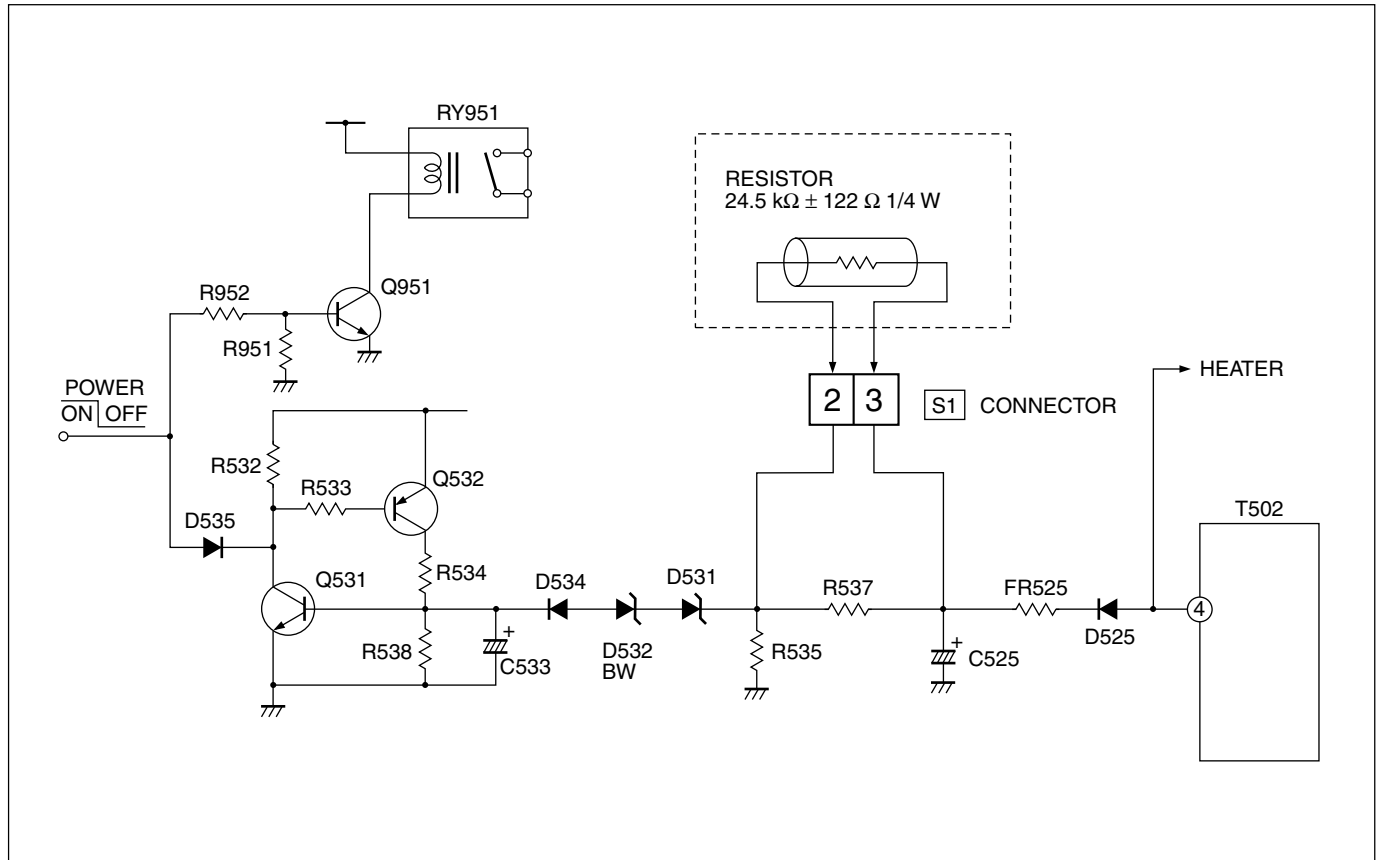 RY951
RESISTOR
24.5 kΩ ± 122 Ω 1/4 W
R952
Q951
R951
POWER
ON OFF
HEATER
2 3
S1 CONNECTOR
R532
R533
Q532
T502
D535
Q531
R534
D534
D531
R537
FR525
4
R538
+
C533
D532
BW
R535
+
C525
D525